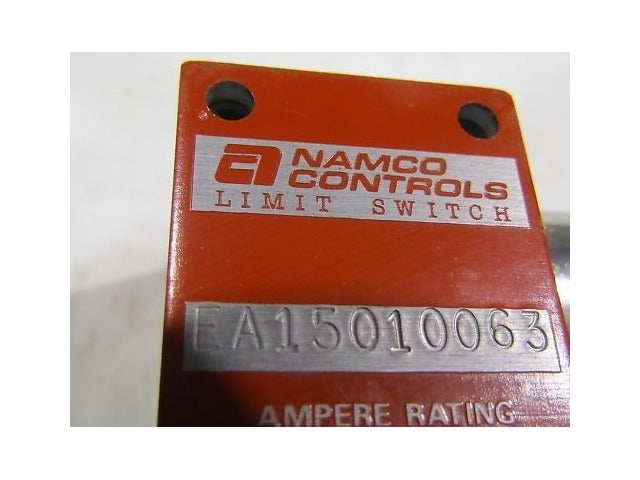 NAMCO
CONTROLS
LIMIT SWITCH
EA15010063
AMPERE RATING